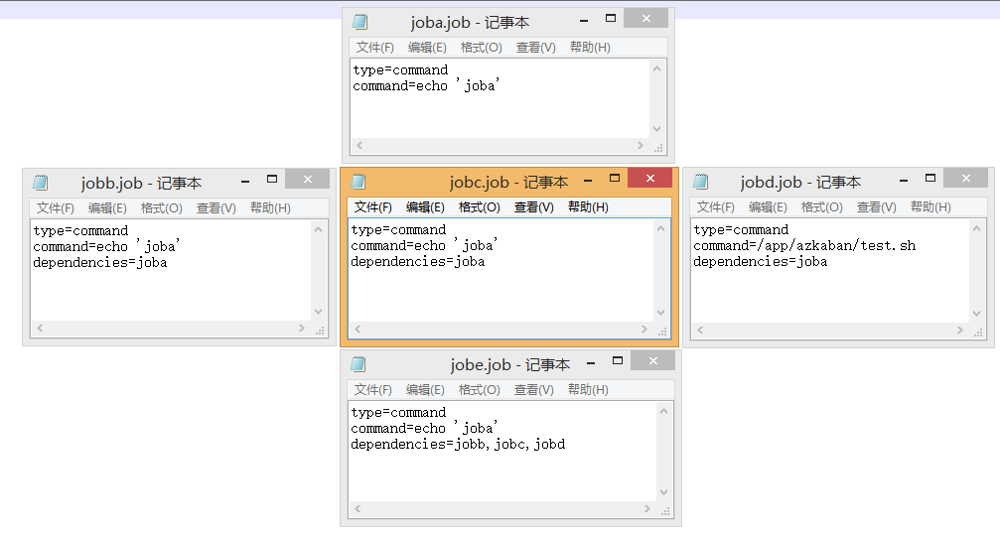 joba.job - 记事本
文件(F) 编辑(E) 格式(O) 查看(V) 帮助(H)
type=command
command=echo 'joba'
jobb.job - 记事本
文件(F) 编辑(E) 格式(O) 查看(V) 帮助(H)
type=command
command=echo 'joba'
dependencies=joba
jobc.job - 记事本
文件(F) 编辑(E) 格式(O) 查看(V) 帮助(H)
type=command
command=echo 'joba'
dependencies=joba
jobd.job - 记事本
文件(F) 编辑(E) 格式(O) 查看(V) 帮助(H)
type=command
command=/app/azkaban/test.sh
dependencies=joba
jobe.job - 记事本
文件(F) 编辑(E) 格式(O) 查看(V) 帮助(H)
type=command
command=echo 'joba'
dependencies=jobb,jobc,jobd